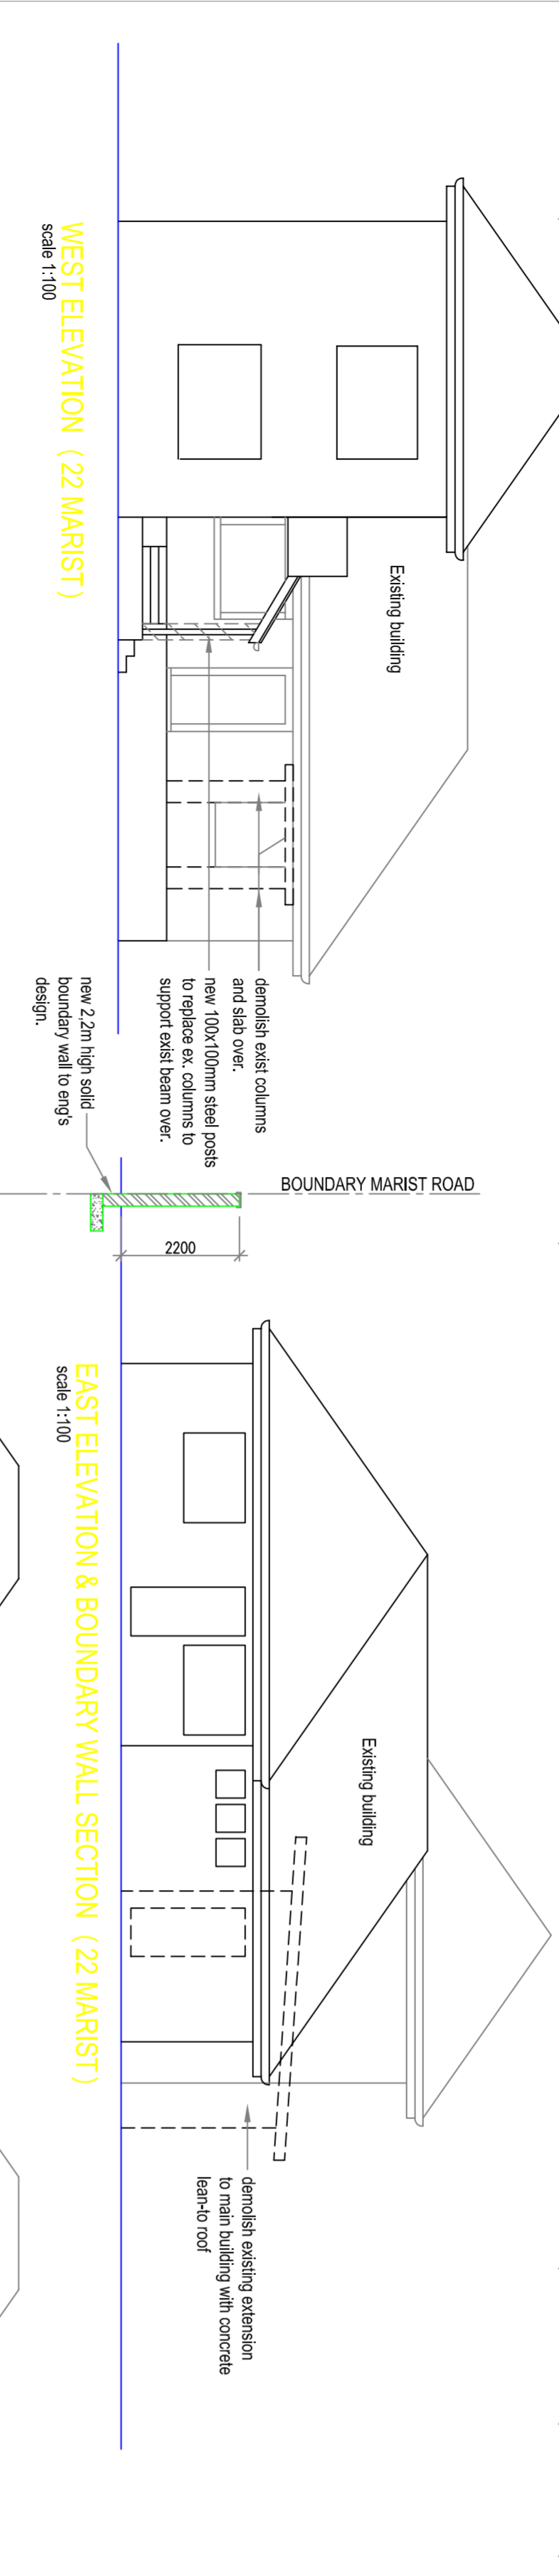 Existing building
demolish exist columns
and slab over.
new 100x100mm steel posts
to replace ex. columns to
support exist beam over.
new 2,2m high solid
boundary wall to eng's
design.
WEST ELEVATION ( 22 MARIST )
scale 1:100
BOUNDARY MARIST ROAD
2200
Existing building
demolish existing extension
to main building with concrete
lean-to roof
EAST ELEVATION & BOUNDARY WALL SECTION ( 22 MARIST )
scale 1:100